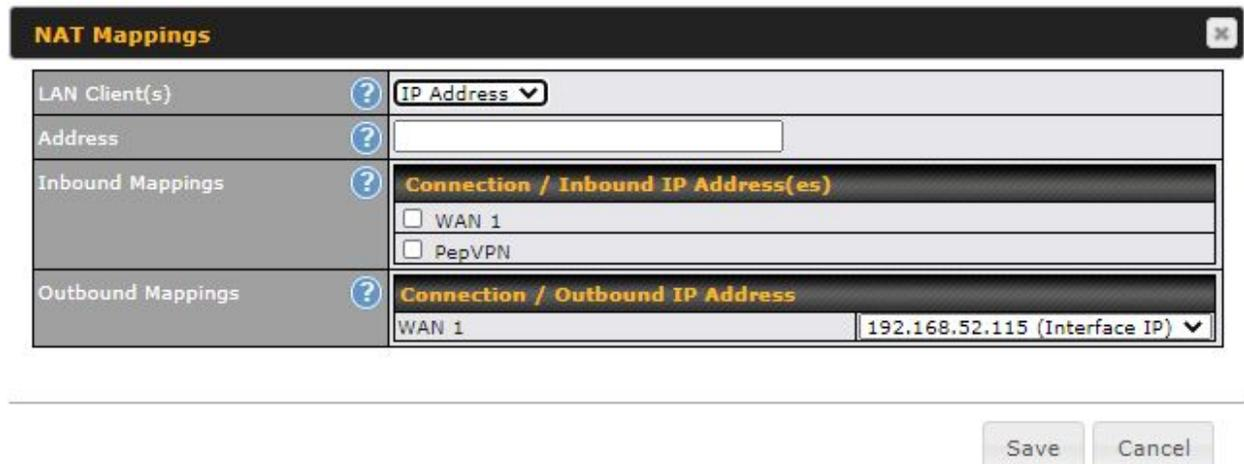 NAT Mappings
LAN Client(s) ? IP Address
Address ?
Inbound Mappings ? Connection / Inbound IP Address(es)
WAN 1
PepVPN
Outbound Mappings ? Connection / Outbound IP Address
WAN 1 192.168.52.115 (Interface IP)
Save Cancel